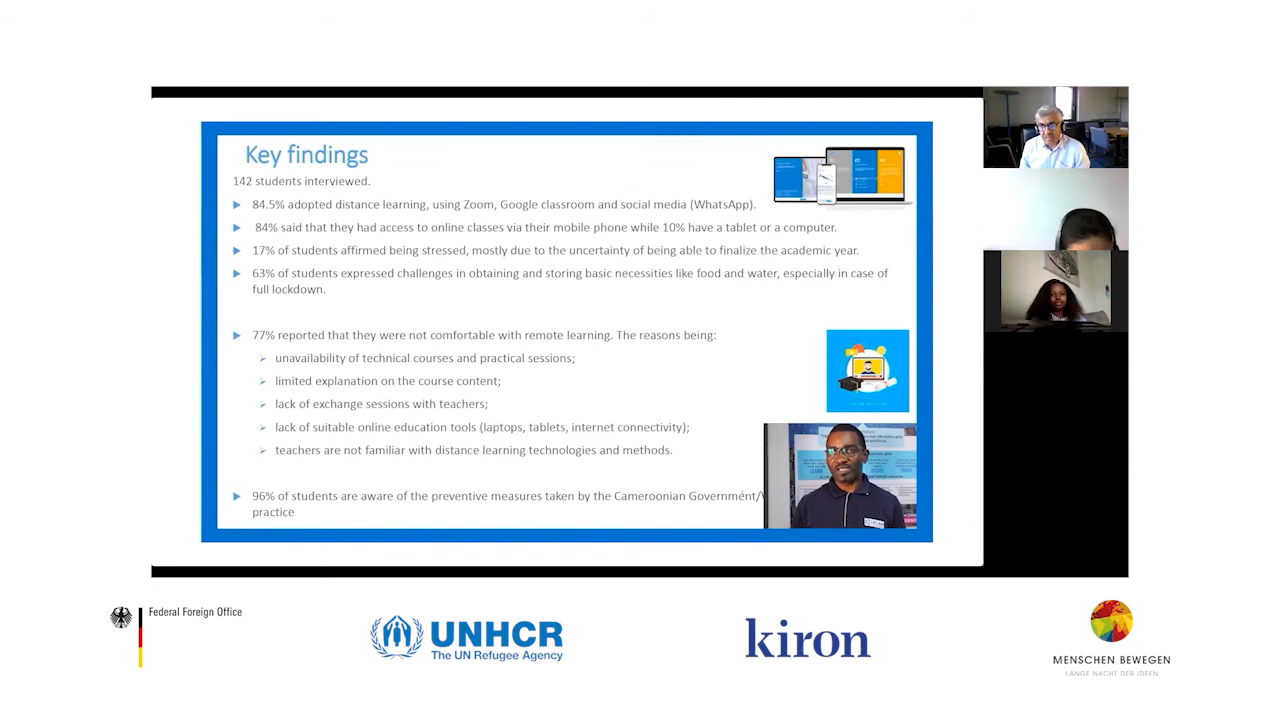 Key findings
142 students interviewed.
84.5% adopted distance learning, using Zoom, Google classroom and social media (WhatsApp).
84% said that they had access to online classes via their mobile phone while 10% have a tablet or a computer.
17% of students affirmed being stressed, mostly due to the uncertainty of being able to finalize the academic year.
63% of students expressed challenges in obtaining and storing basic necessities like food and water, especially in case of
full lockdown.
77% reported that they were not comfortable with remote learning. The reasons being:
unavailability of technical courses and practical sessions;
limited explanation on the course content;
lack of exchange sessions with teachers;
lack of suitable online education tools (laptops, tablets, internet connectivity);
teachers are not familiar with distance learning technologies and methods.
96% of students are aware of the preventive measures taken by the Cameroonian Government/
practice
Federal Foreign Office
UNHCR
The UN Refugee Agency
kiron
MENSCHEN BEWEGEN
LANGE NACHT DER IDEEN